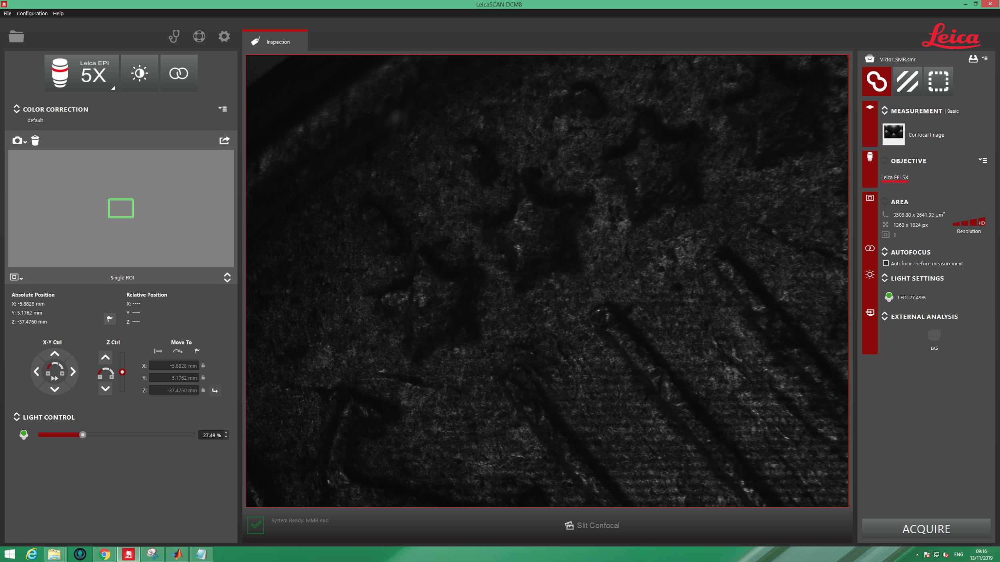 LeicaSCAN DCM8
File Configuration Help
Inspection
Leica
Leica EPI
5X
COLOR CORRECTION
default
Single ROI
Absolute Position
X: -5.8828 mm
Y: 5.1762 mm
Z: -37.4760 mm
Relative Position
X: ----
Y: ----
Z: ----
X-Y Ctrl
Z Ctrl
Move To
X: -5.8828 mm
Y: 5.1762 mm
Z: -37.4760 mm
LIGHT CONTROL
27.49 %
System Ready: MMR end
Slit Confocal
Viktor_SMR.smr
MEASUREMENT | Basic
Confocal Image
OBJECTIVE
Leica EPI 5X
AREA
3508.80 x 2641.92 µm²
1360 x 1024 px
1
HD
Resolution
AUTOFOCUS
Autofocus before measurement
LIGHT SETTINGS
LED: 27.49%
EXTERNAL ANALYSIS
LAS
ACQUIRE
ENG
09:16
13/11/2019